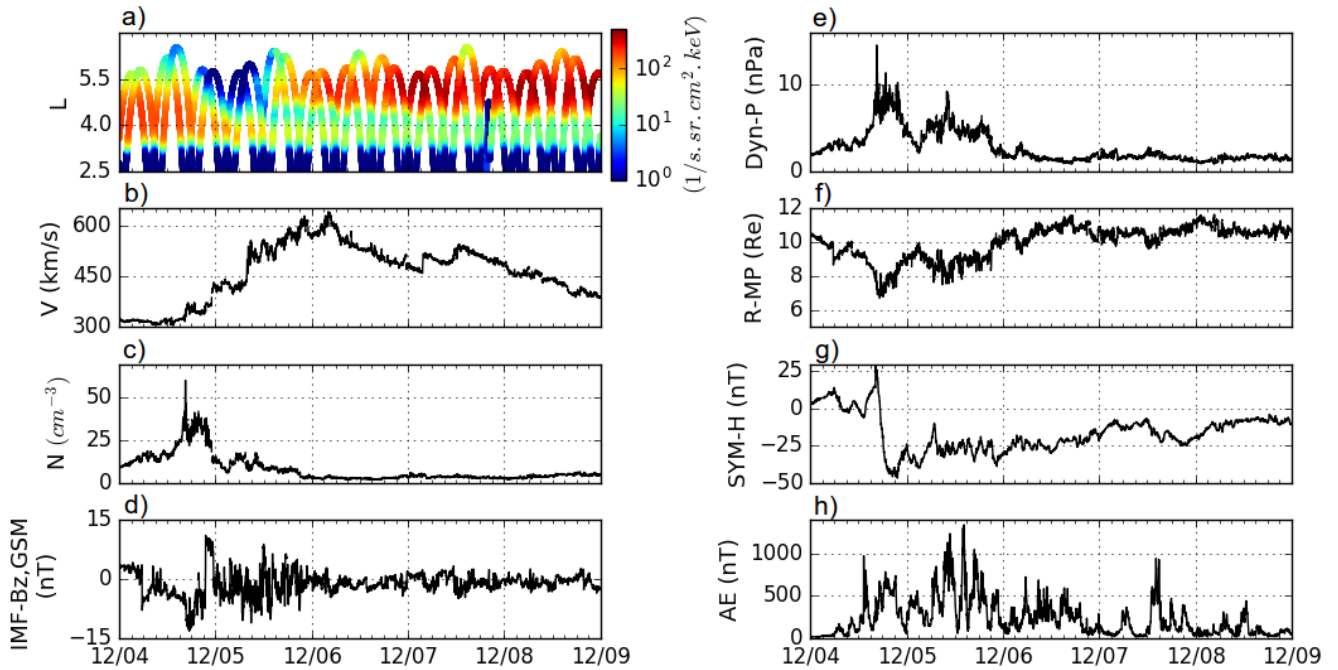 a)
5.5
4.0
2.5
L
10^2
10^1
10^0
(1/s.sr.cm^2.keV)
b)
600
450
300
V (km/s)
c)
50
25
0
N (cm^{-3})
d)
15
0
−15
IMF-Bz,GSM
(nT)
12/04 12/05 12/06 12/07 12/08 12/09
e)
10
0
Dyn-P (nPa)
f)
12
10
8
6
R-MP (Re)
g)
25
0
−25
−50
SYM-H (nT)
h)
1000
500
0
AE (nT)
12/04 12/05 12/06 12/07 12/08 12/09